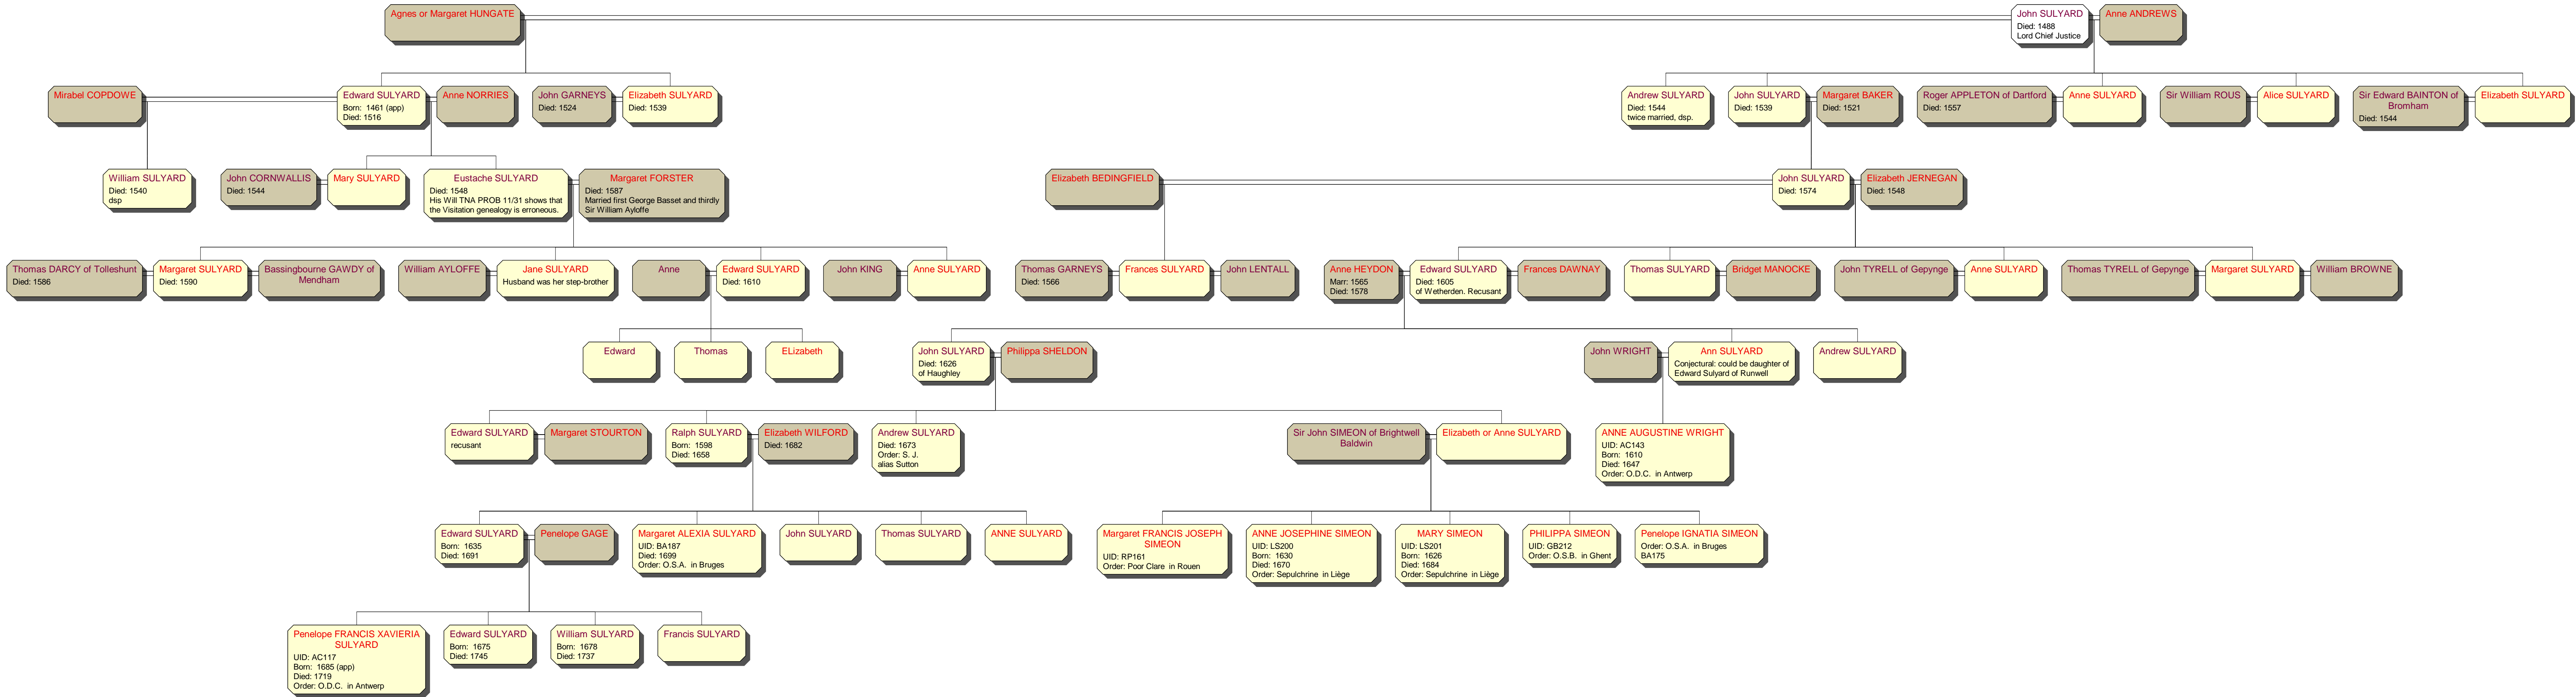 Agnes or Margaret HUNGATE
John SULYARD
Died: 1488
Lord Chief Justice
Anne ANDREWS
Mirabel COPDOWE
Edward SULYARD
Born: 1461 (app)
Died: 1516
Anne NORRIES
John GARNEYS
Died: 1524
Elizabeth SULYARD
Died: 1539
Andrew SULYARD
Died: 1544
twice married, dsp.
John SULYARD
Died: 1539
Margaret BAKER
Died: 1521
Roger APPLETON of Dartford
Died: 1557
Anne SULYARD
Sir William ROUS
Alice SULYARD
Sir Edward BAINTON of
Bromham
Died: 1544
Elizabeth SULYARD
William SULYARD
Died: 1540
dsp
John CORNWALLIS
Died: 1544
Mary SULYARD
Eustache SULYARD
Died: 1548
His Will TNA PROB 11/31 shows that
the Visitation genealogy is erroneous.
Margaret FORSTER
Died: 1587
Married first George Basset and thirdly
Sir William Ayloffe
Elizabeth BEDINGFIELD
John SULYARD
Died: 1574
Elizabeth JERNEGAN
Died: 1548
Thomas DARCY of Tolleshunt
Died: 1586
Margaret SULYARD
Died: 1590
Bassingbourne GAWDY of
Mendham
William AYLOFFE
Jane SULYARD
Husband was her step-brother
Anne
Edward SULYARD
Died: 1610
John KING
Anne SULYARD
Thomas GARNEYS
Died: 1566
Frances SULYARD
John LENTALL
Anne HEYDON
Marr: 1565
Died: 1578
Edward SULYARD
Died: 1605
of Wetherden. Recusant
Frances DAWNAY
Thomas SULYARD
Bridget MANOCKE
John TYRELL of Gepynge
Anne SULYARD
Thomas TYRELL of Gepynge
Margaret SULYARD
William BROWNE
Edward
Thomas
ELizabeth
John SULYARD
Died: 1626
of Haughley
Philippa SHELDON
John WRIGHT
Ann SULYARD
Conjectural: could be daughter of
Edward Sulyard of Runwell
Andrew SULYARD
Edward SULYARD
recusant
Margaret STOURTON
Ralph SULYARD
Born: 1598
Died: 1658
Elizabeth WILFORD
Died: 1682
Andrew SULYARD
Died: 1673
Order: S. J.
alias Sutton
Sir John SIMEON of Brightwell
Baldwin
Elizabeth or Anne SULYARD
ANNE AUGUSTINE WRIGHT
UID: AC143
Born: 1610
Died: 1647
Order: O.D.C. in Antwerp
Edward SULYARD
Born: 1635
Died: 1691
Penelope GAGE
Margaret ALEXIA SULYARD
UID: BA187
Died: 1699
Order: O.S.A. in Bruges
John SULYARD
Thomas SULYARD
ANNE SULYARD
Margaret FRANCIS JOSEPH
SIMEON
UID: RP161
Order: Poor Clare in Rouen
ANNE JOSEPHINE SIMEON
UID: LS200
Born: 1630
Died: 1670
Order: Sepulchrine in Liège
MARY SIMEON
UID: LS201
Born: 1626
Died: 1684
Order: Sepulchrine in Liège
PHILIPPA SIMEON
UID: GB212
Order: O.S.B. in Ghent
Penelope IGNATIA SIMEON
Order: O.S.A. in Bruges
BA175
Penelope FRANCIS XAVIERIA
SULYARD
UID: AC117
Born: 1685 (app)
Died: 1719
Order: O.D.C. in Antwerp
Edward SULYARD
Born: 1675
Died: 1745
William SULYARD
Born: 1678
Died: 1737
Francis SULYARD